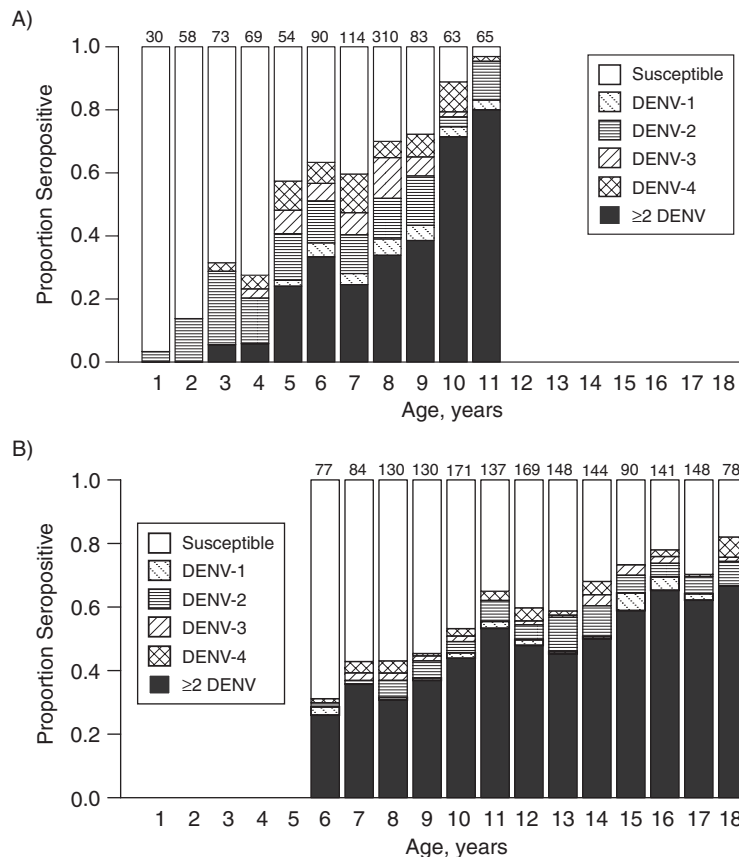 A)
30 58 73 69 54 90 114 310 83 63 65
1.0
0.8
0.6
0.4
0.2
0.0
Proportion Seropositive
Susceptible
DENV-1
DENV-2
DENV-3
DENV-4
≥2 DENV
1 2 3 4 5 6 7 8 9 10 11 12 13 14 15 16 17 18
Age, years
B)
77 84 130 130 171 137 169 148 144 90 141 148 78
1.0
0.8
0.6
0.4
0.2
0.0
Proportion Seropositive
Susceptible
DENV-1
DENV-2
DENV-3
DENV-4
≥2 DENV
1 2 3 4 5 6 7 8 9 10 11 12 13 14 15 16 17 18
Age, years